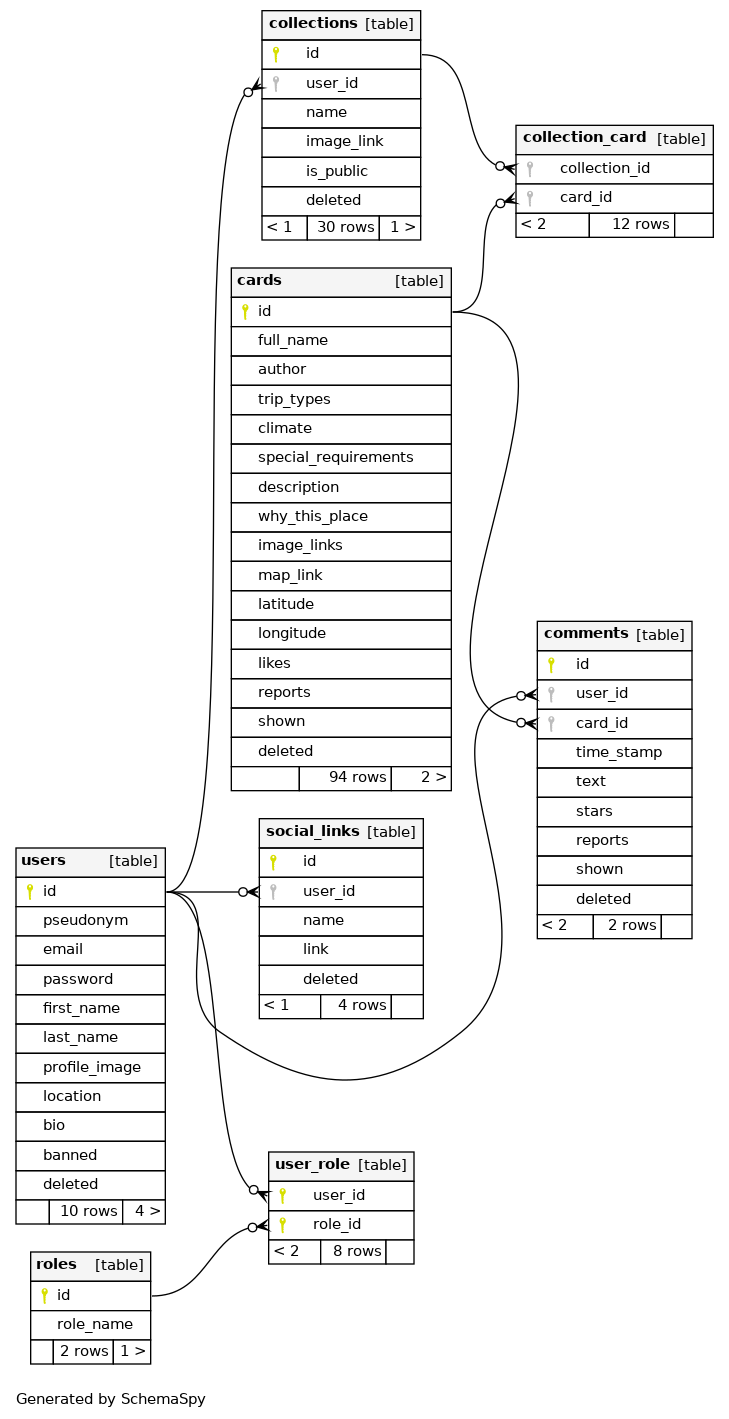 collections [table]
id
user_id
name
image_link
is_public
deleted
< 1 30 rows 1 >
collection_card [table]
collection_id
card_id
< 2 12 rows
cards [table]
id
full_name
author
trip_types
climate
special_requirements
description
why_this_place
image_links
map_link
latitude
longitude
likes
reports
shown
deleted
94 rows 2 >
comments [table]
id
user_id
card_id
time_stamp
text
stars
reports
shown
deleted
< 2 2 rows
social_links [table]
id
user_id
name
link
deleted
< 1 4 rows
users [table]
id
pseudonym
email
password
first_name
last_name
profile_image
location
bio
banned
deleted
10 rows 4 >
user_role [table]
user_id
role_id
< 2 8 rows
roles [table]
id
role_name
2 rows 1 >
Generated by SchemaSpy